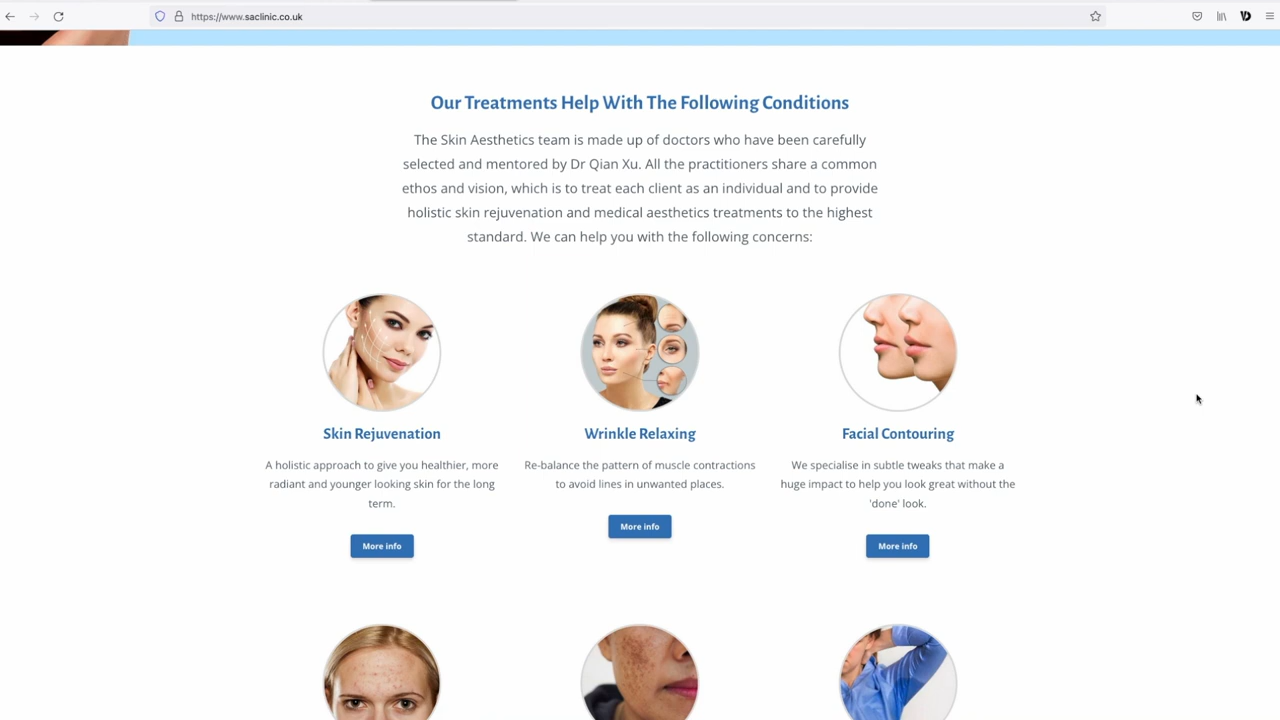 https://www.saclinic.co.uk
Our Treatments Help With The Following Conditions
The Skin Aesthetics team is made up of doctors who have been carefully
selected and mentored by Dr Qian Xu. All the practitioners share a common
ethos and vision, which is to treat each client as an individual and to provide
holistic skin rejuvenation and medical aesthetics treatments to the highest
standard. We can help you with the following concerns:
Skin Rejuvenation
A holistic approach to give you healthier, more
radiant and younger looking skin for the long
term.
More info
Wrinkle Relaxing
Re-balance the pattern of muscle contractions
to avoid lines in unwanted places.
More info
Facial Contouring
We specialise in subtle tweaks that make a
huge impact to help you look great without the
'done' look.
More info